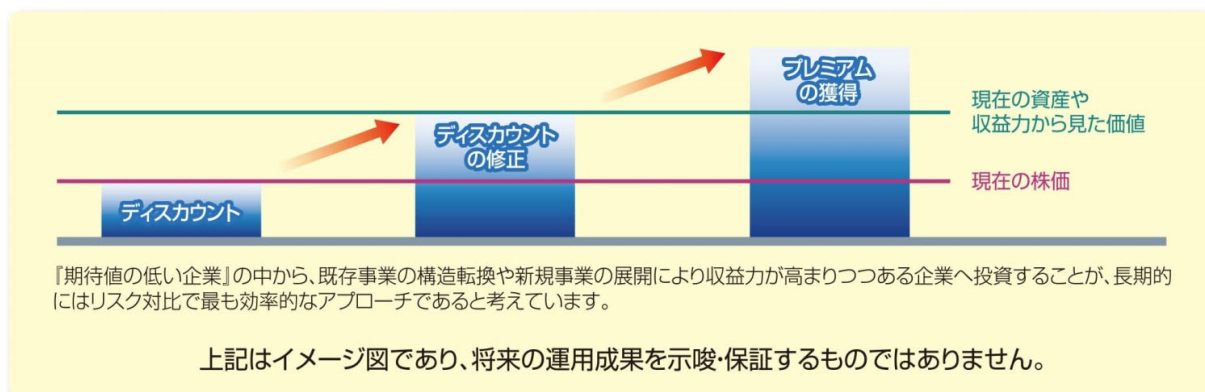 プレミアム
の獲得
現在の資産や
収益力から見た価値
ディスカウント
の修正
現在の株価
ディスカウント
『期待値の低い企業』の中から、既存事業の構造転換や新規事業の展開により収益力が高まりつつある企業へ投資することが、長期的
にはリスク対比で最も効率的なアプローチであると考えています。
上記はイメージ図であり、将来の運用成果を示唆・保証するものではありません。